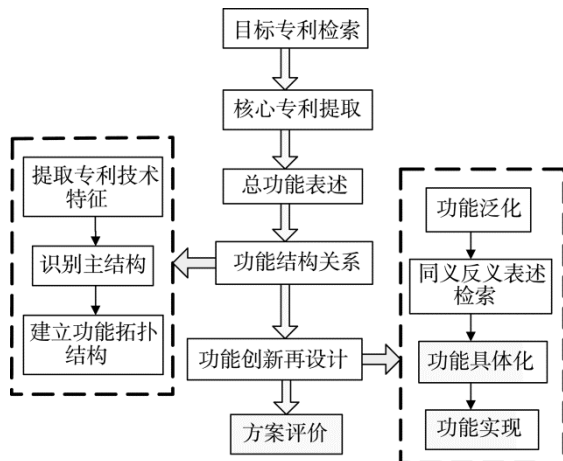 目标专利检索
核心专利提取
总功能表述
功能结构关系
功能创新再设计
方案评价
提取专利技术
特征
识别主结构
建立功能拓扑
结构
功能泛化
同义反义表述
检索
功能具体化
功能实现